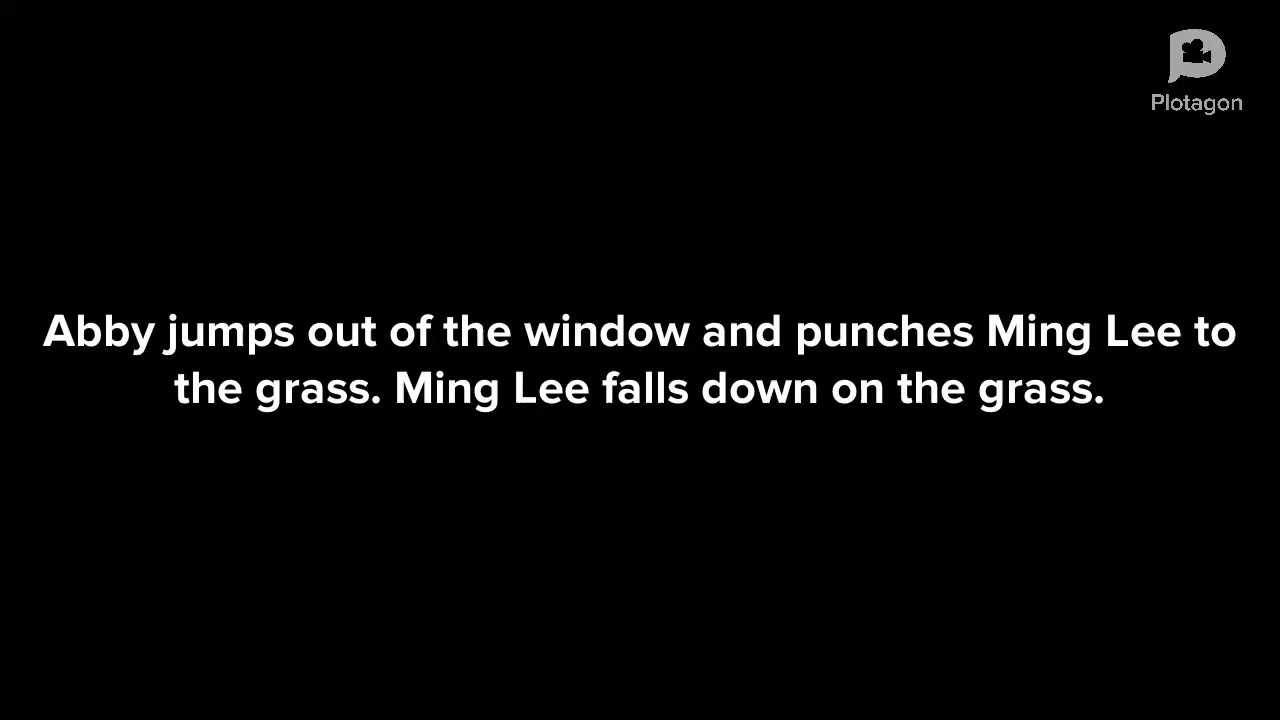 Plotagon
Abby jumps out of the window and punches Ming Lee to
the grass. Ming Lee falls down on the grass.